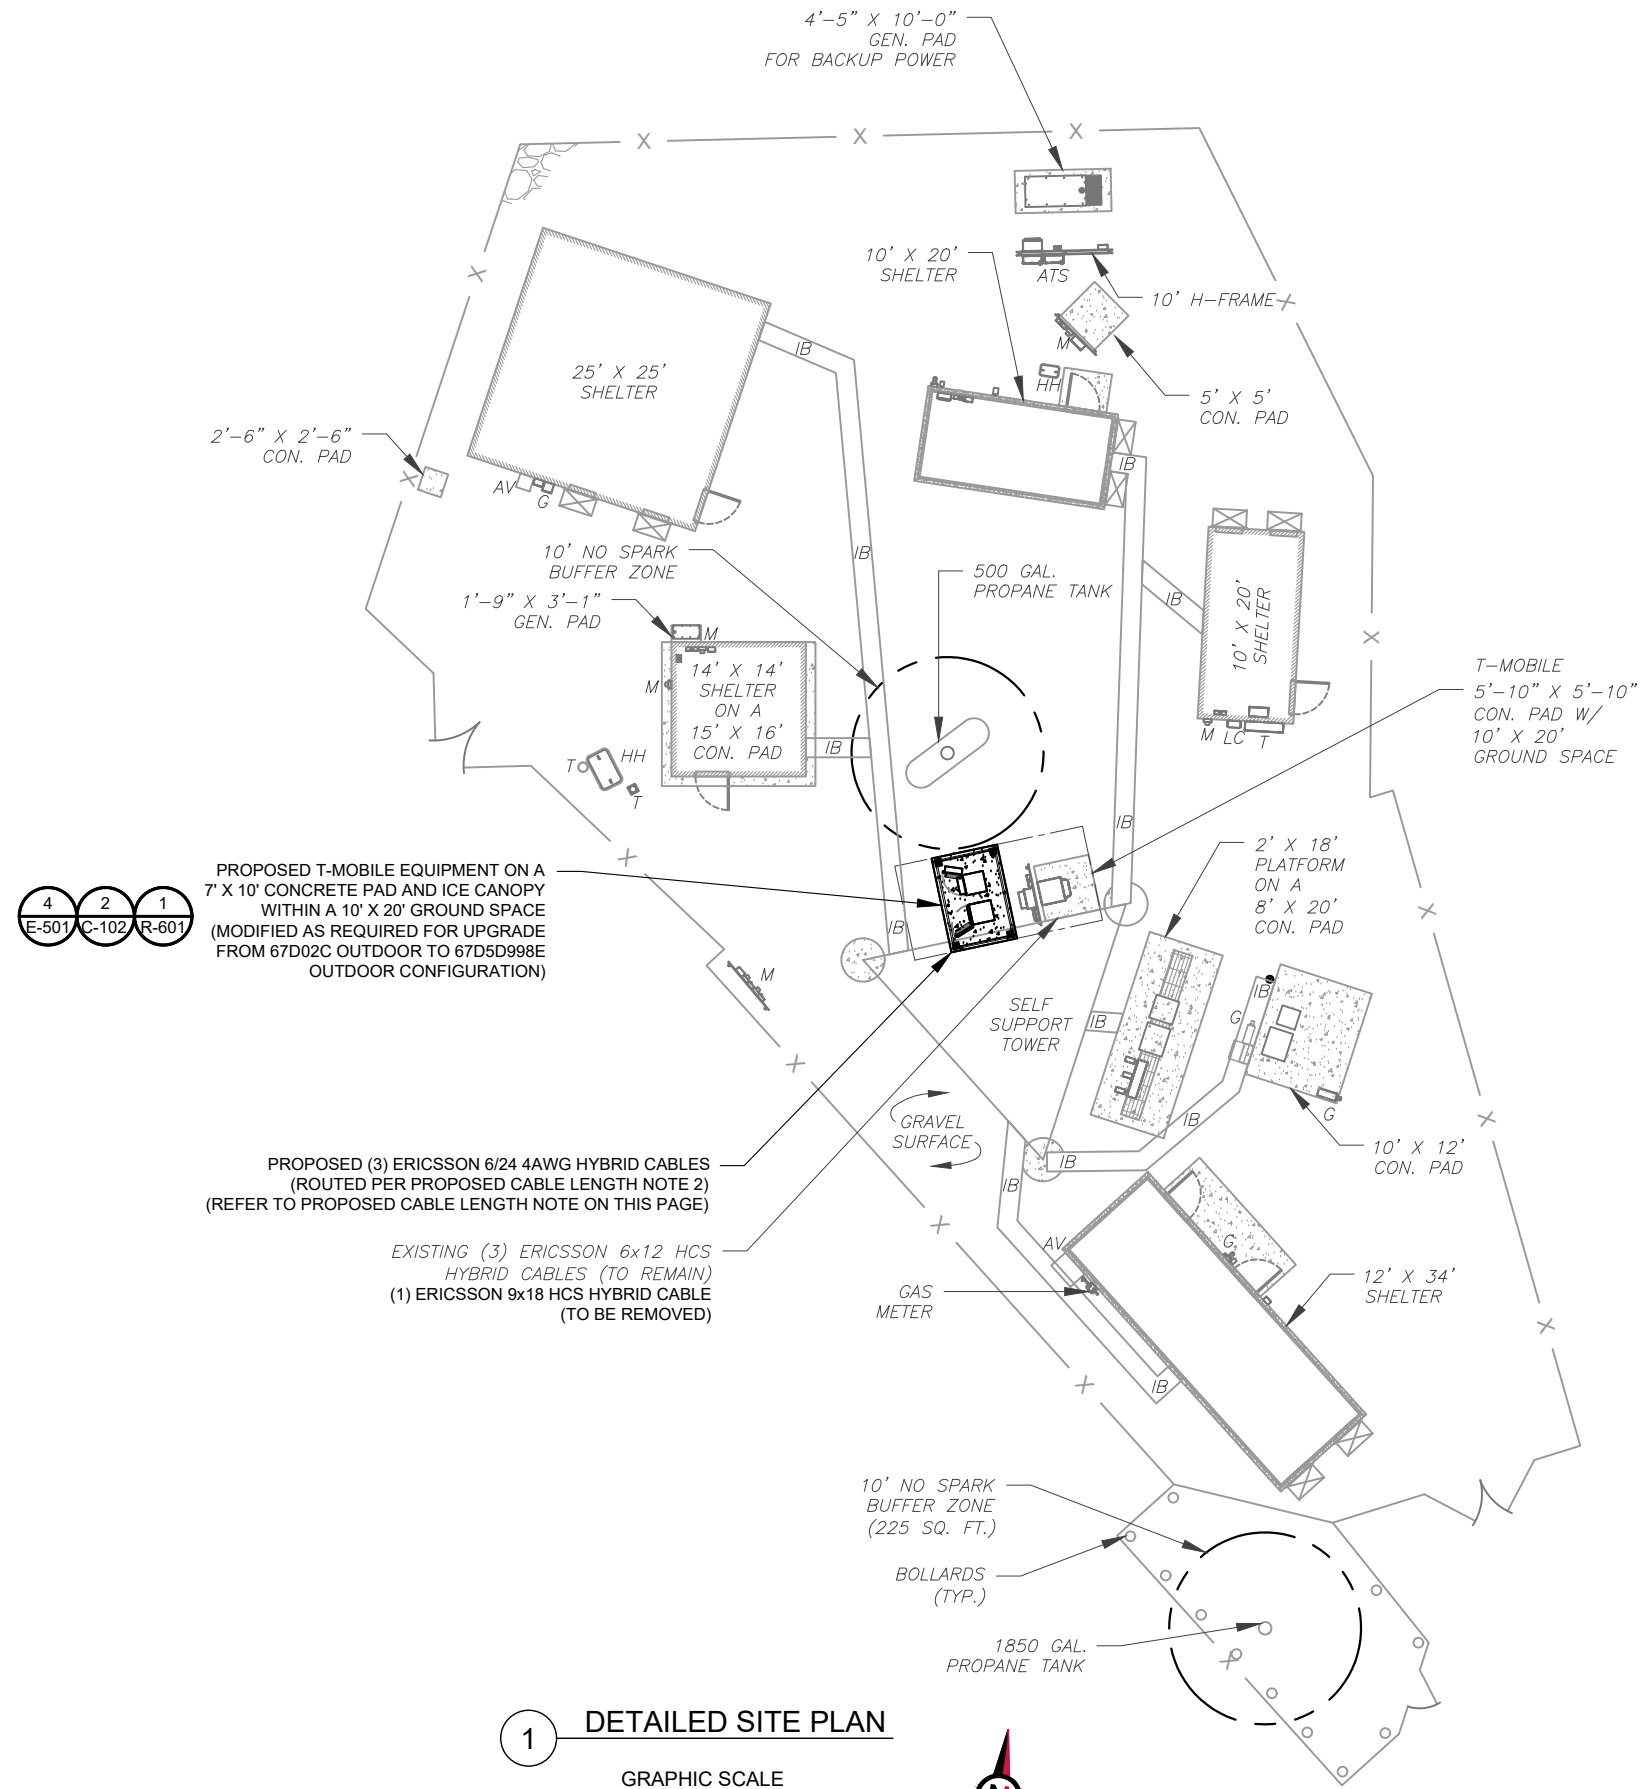 4'-5" X 10'-0"
GEN. PAD
FOR BACKUP POWER
X
X
X
10' X 20'
SHELTER
ATS
10' H-FRAME
X
X
M
HH
5' X 5'
CON. PAD
25' X 25'
SHELTER
IB
2'-6" X 2'-6"
CON. PAD
X
AV
G
IB
10' NO SPARK
BUFFER ZONE
IB
500 GAL.
PROPANE TANK
IB
10' X 20'
SHELTER
X
1'-9" X 3'-1"
GEN. PAD
M
M
14' X 14'
SHELTER
ON A
15' X 16'
CON. PAD
IB
T
HH
T
M
LC
T
T-MOBILE
5'-10" X 5'-10"
CON. PAD W/
10' X 20'
GROUND SPACE
IB
X
4
E-501
2
C-102
1
R-601
PROPOSED T-MOBILE EQUIPMENT ON A
7' X 10' CONCRETE PAD AND ICE CANOPY
WITHIN A 10' X 20' GROUND SPACE
(MODIFIED AS REQUIRED FOR UPGRADE
FROM 67D02C OUTDOOR TO 67D5D998E
OUTDOOR CONFIGURATION)
IB
M
2' X 18'
PLATFORM
ON A
8' X 20'
CON. PAD
X
SELF
SUPPORT
TOWER
IB
IB
G
X
GRAVEL
SURFACE
IB
G
X
10' X 12'
CON. PAD
IB
IB
PROPOSED (3) ERICSSON 6/24 4AWG HYBRID CABLES
(ROUTED PER PROPOSED CABLE LENGTH NOTE 2)
(REFER TO PROPOSED CABLE LENGTH NOTE ON THIS PAGE)
X
EXISTING (3) ERICSSON 6x12 HCS
HYBRID CABLES (TO REMAIN)
(1) ERICSSON 9x18 HCS HYBRID CABLE
(TO BE REMOVED)
AV
G
GAS
METER
12' X 34'
SHELTER
X
IB
X
10' NO SPARK
BUFFER ZONE
(225 SQ. FT.)
BOLLARDS
(TYP.)
1850 GAL.
PROPANE TANK
X
1
DETAILED SITE PLAN
GRAPHIC SCALE
N